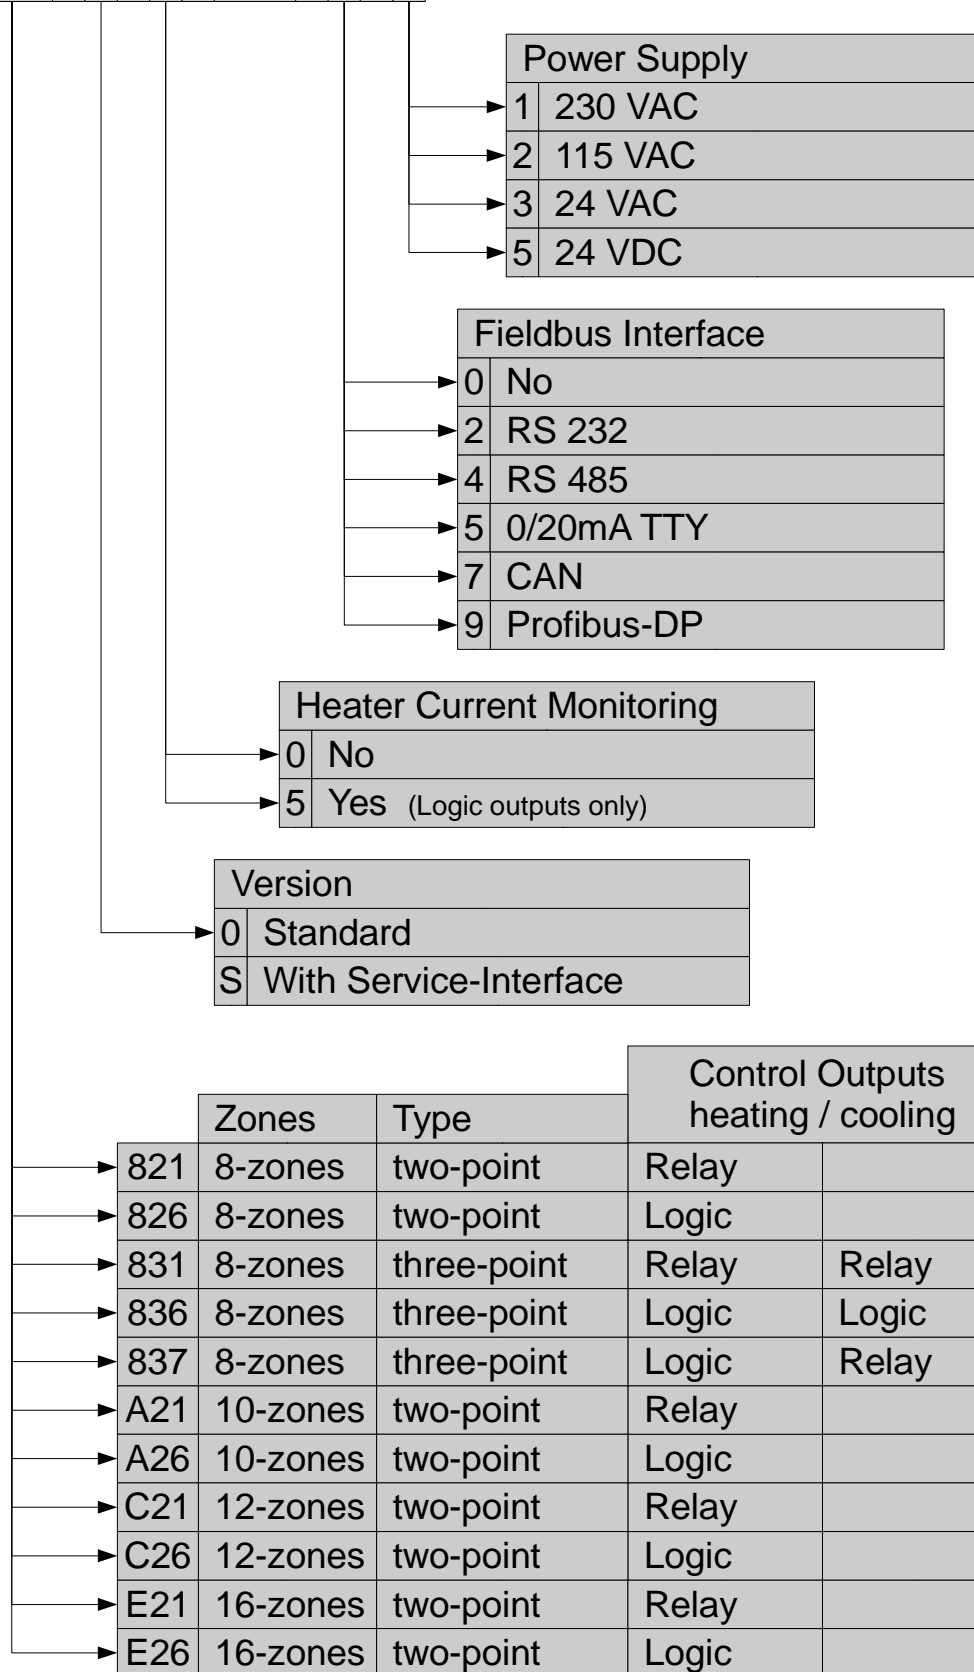 Power Supply
1 230 VAC
2 115 VAC
3 24 VAC
5 24 VDC
Fieldbus Interface
0 No
2 RS 232
4 RS 485
5 0/20mA TTY
7 CAN
9 Profibus-DP
Heater Current Monitoring
0 No
5 Yes (Logic outputs only)
Version
0 Standard
S With Service-Interface
Zones Type Control Outputs
heating / cooling
821 8-zones two-point Relay
826 8-zones two-point Logic
831 8-zones three-point Relay Relay
836 8-zones three-point Logic Logic
837 8-zones three-point Logic Relay
A21 10-zones two-point Relay
A26 10-zones two-point Logic
C21 12-zones two-point Relay
C26 12-zones two-point Logic
E21 16-zones two-point Relay
E26 16-zones two-point Logic